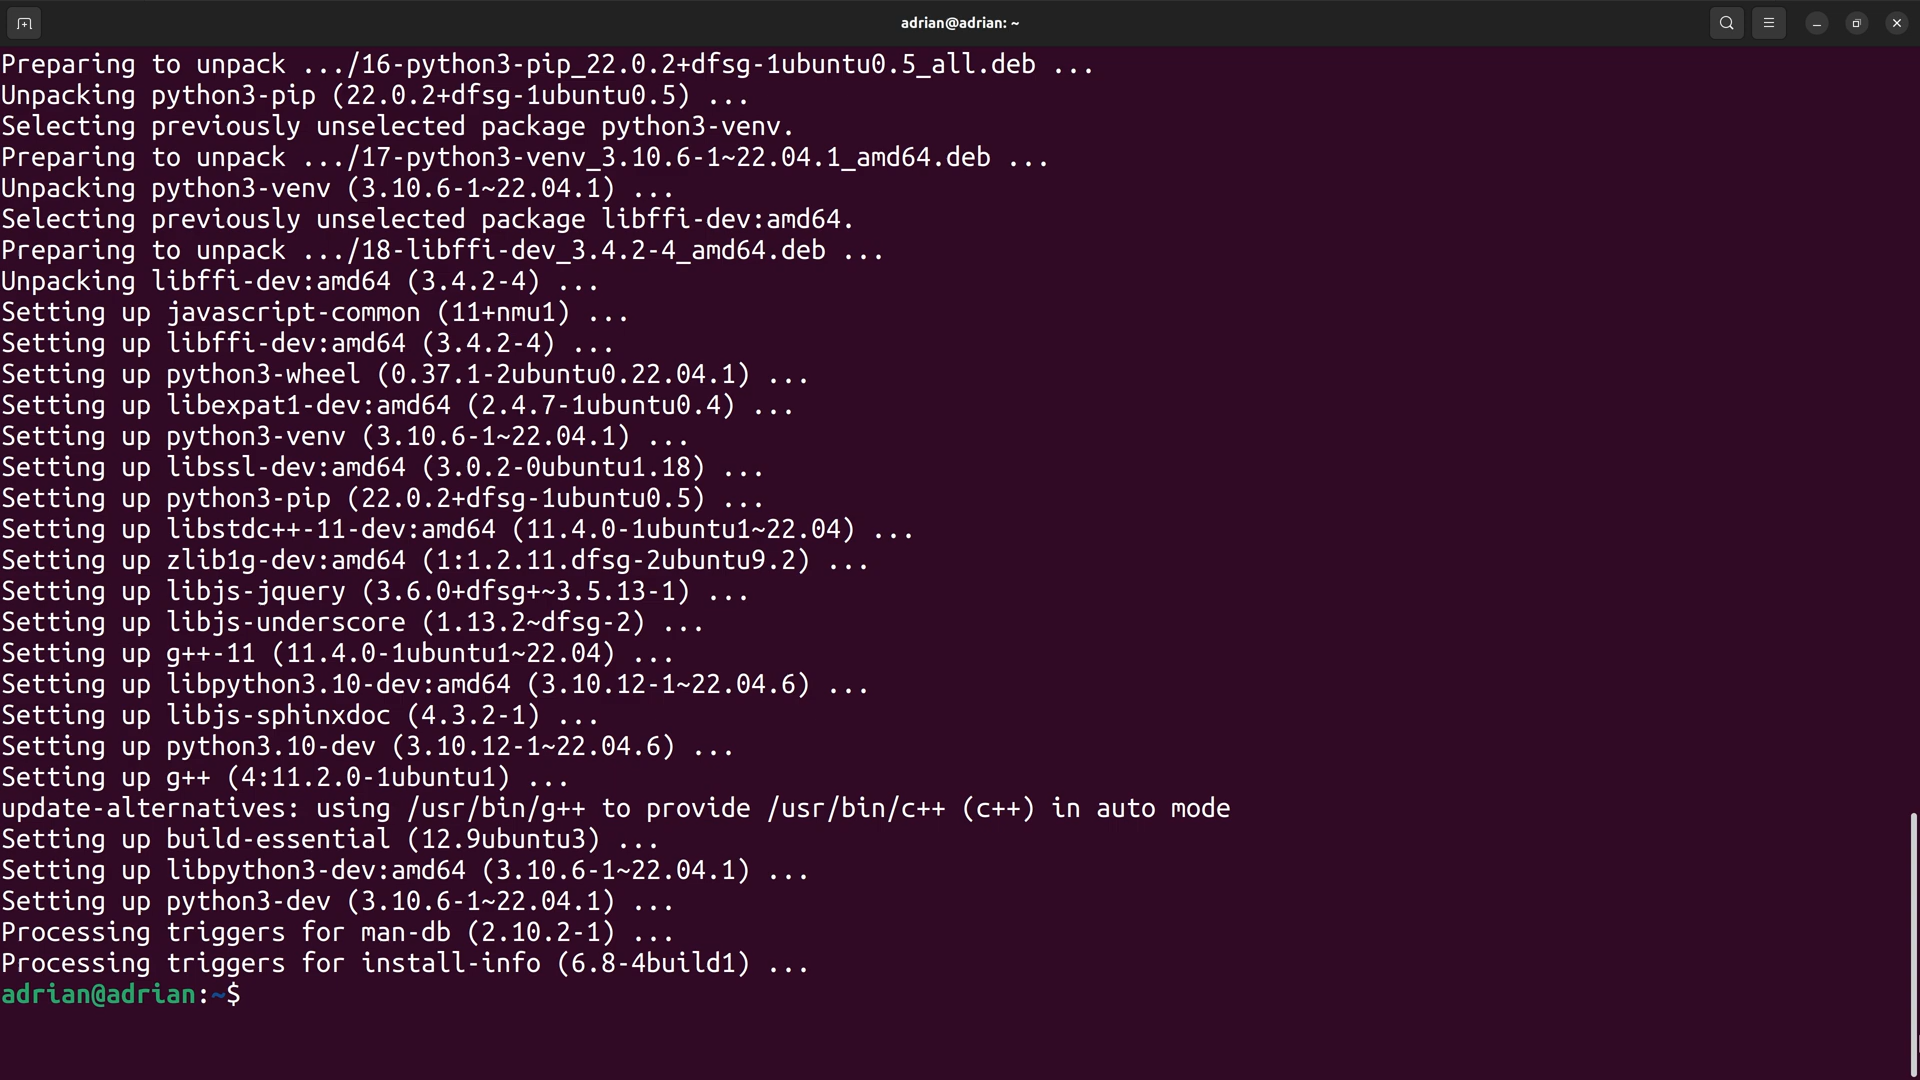 adrian@adrian: ~
Preparing to unpack .../16-python3-pip_22.0.2+dfsg-1ubuntu0.5_all.deb ...
Unpacking python3-pip (22.0.2+dfsg-1ubuntu0.5) ...
Selecting previously unselected package python3-venv.
Preparing to unpack .../17-python3-venv_3.10.6-1~22.04.1_amd64.deb ...
Unpacking python3-venv (3.10.6-1~22.04.1) ...
Selecting previously unselected package libffi-dev:amd64.
Preparing to unpack .../18-libffi-dev_3.4.2-4_amd64.deb ...
Unpacking libffi-dev:amd64 (3.4.2-4) ...
Setting up javascript-common (11+nmu1) ...
Setting up libffi-dev:amd64 (3.4.2-4) ...
Setting up python3-wheel (0.37.1-2ubuntu0.22.04.1) ...
Setting up libexpat1-dev:amd64 (2.4.7-1ubuntu0.4) ...
Setting up python3-venv (3.10.6-1~22.04.1) ...
Setting up libssl-dev:amd64 (3.0.2-0ubuntu1.18) ...
Setting up python3-pip (22.0.2+dfsg-1ubuntu0.5) ...
Setting up libstdc++-11-dev:amd64 (11.4.0-1ubuntu1~22.04) ...
Setting up zlib1g-dev:amd64 (1:1.2.11.dfsg-2ubuntu9.2) ...
Setting up libjs-jquery (3.6.0+dfsg+~3.5.13-1) ...
Setting up libjs-underscore (1.13.2~dfsg-2) ...
Setting up g++-11 (11.4.0-1ubuntu1~22.04) ...
Setting up libpython3.10-dev:amd64 (3.10.12-1~22.04.6) ...
Setting up libjs-sphinxdoc (4.3.2-1) ...
Setting up python3.10-dev (3.10.12-1~22.04.6) ...
Setting up g++ (4:11.2.0-1ubuntu1) ...
update-alternatives: using /usr/bin/g++ to provide /usr/bin/c++ (c++) in auto mode
Setting up build-essential (12.9ubuntu3) ...
Setting up libpython3-dev:amd64 (3.10.6-1~22.04.1) ...
Setting up python3-dev (3.10.6-1~22.04.1) ...
Processing triggers for man-db (2.10.2-1) ...
Processing triggers for install-info (6.8-4build1) ...
adrian@adrian:~$